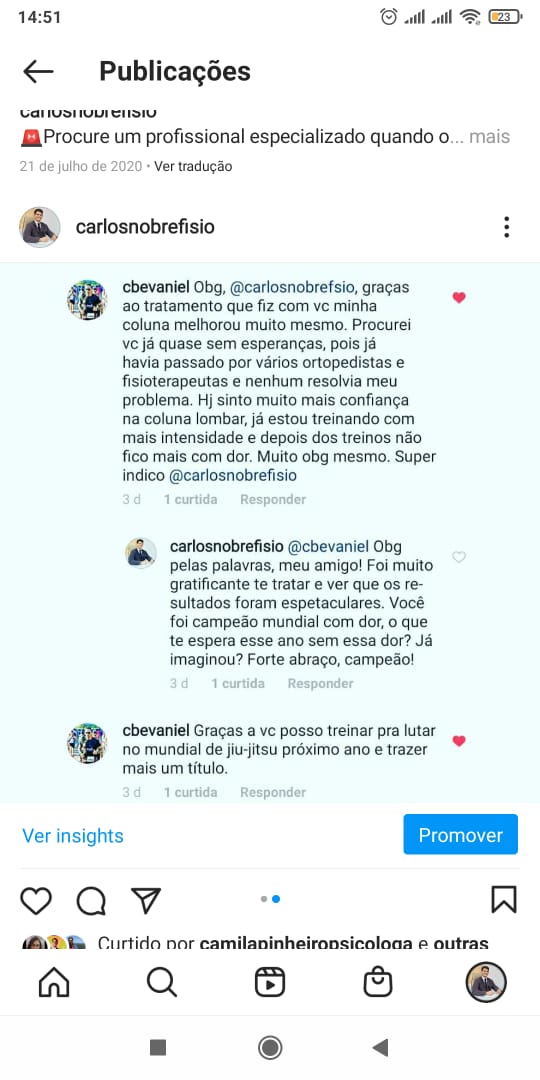 14:51
23
Publicações
carlosnobrefisio
🚨Procure um profissional especializado quando o... mais
21 de julho de 2020 • Ver tradução
carlosnobrefisio
cbevaniel Obg, @carlosnobrefsio, graças
ao tratamento que fiz com vc minha
coluna melhorou muito mesmo. Procurei
vc já quase sem esperanças, pois já
havia passado por vários ortopedistas e
fisioterapeutas e nenhum resolvia meu
problema. Hj sinto muito mais confiança
na coluna lombar, já estou treinando com
mais intensidade e depois dos treinos não
fico mais com dor. Muito obg mesmo. Super
indico @carlosnobrefisio
3 d 1 curtida Responder
carlosnobrefisio @cbevaniel Obg
pelas palavras, meu amigo! Foi muito
gratificante te tratar e ver que os re-
sultados foram espetaculares. Você
foi campeão mundial com dor, o que
te espera esse ano sem essa dor? Já
imaginou? Forte abraço, campeão!
3 d 1 curtida Responder
cbevaniel Graças a vc posso treinar pra lutar
no mundial de jiu-jitsu próximo ano e trazer
mais um título.
3 d 1 curtida Responder
Ver insights
Promover
Curtido por camilapinheiropsicologa e outras